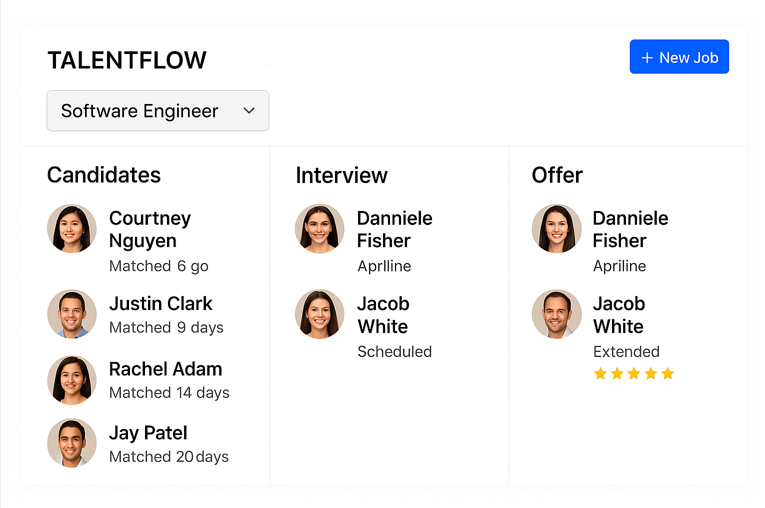 TALENTFLOW
+ New Job
Software Engineer
Candidates
Courtney
Nguyen
Matched 6 go
Justin Clark
Matched 9 days
Rachel Adam
Matched 14 days
Jay Patel
Matched 20 days
Interview
Danniele
Fisher
Aprlline
Jacob
White
Scheduled
Offer
Danniele
Fisher
Apriline
Jacob
White
Extended